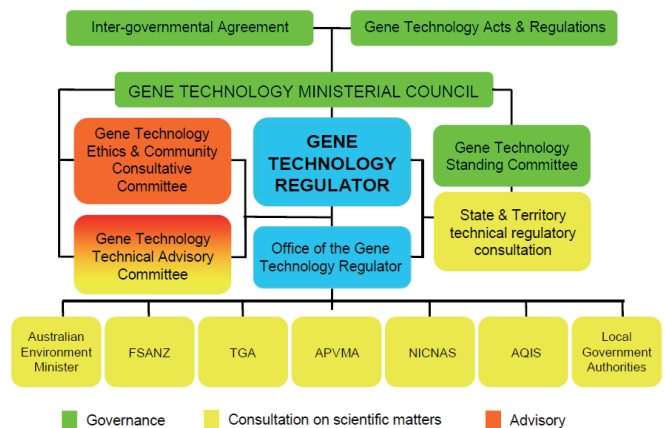 Inter-governmental Agreement
Gene Technology Acts & Regulations
GENE TECHNOLOGY MINISTERIAL COUNCIL
Gene Technology
Ethics & Community
Consultative
Committee
GENE
TECHNOLOGY
REGULATOR
Gene Technology
Standing Committee
Gene Technology
Technical Advisory
Committee
Office of the Gene
Technology Regulator
State & Territory
technical regulatory
consultation
Australian
Environment
Minister
FSANZ
TGA
APVMA
NICNAS
AQIS
Local
Government
Authorities
Governance
Consultation on scientific matters
Advisory